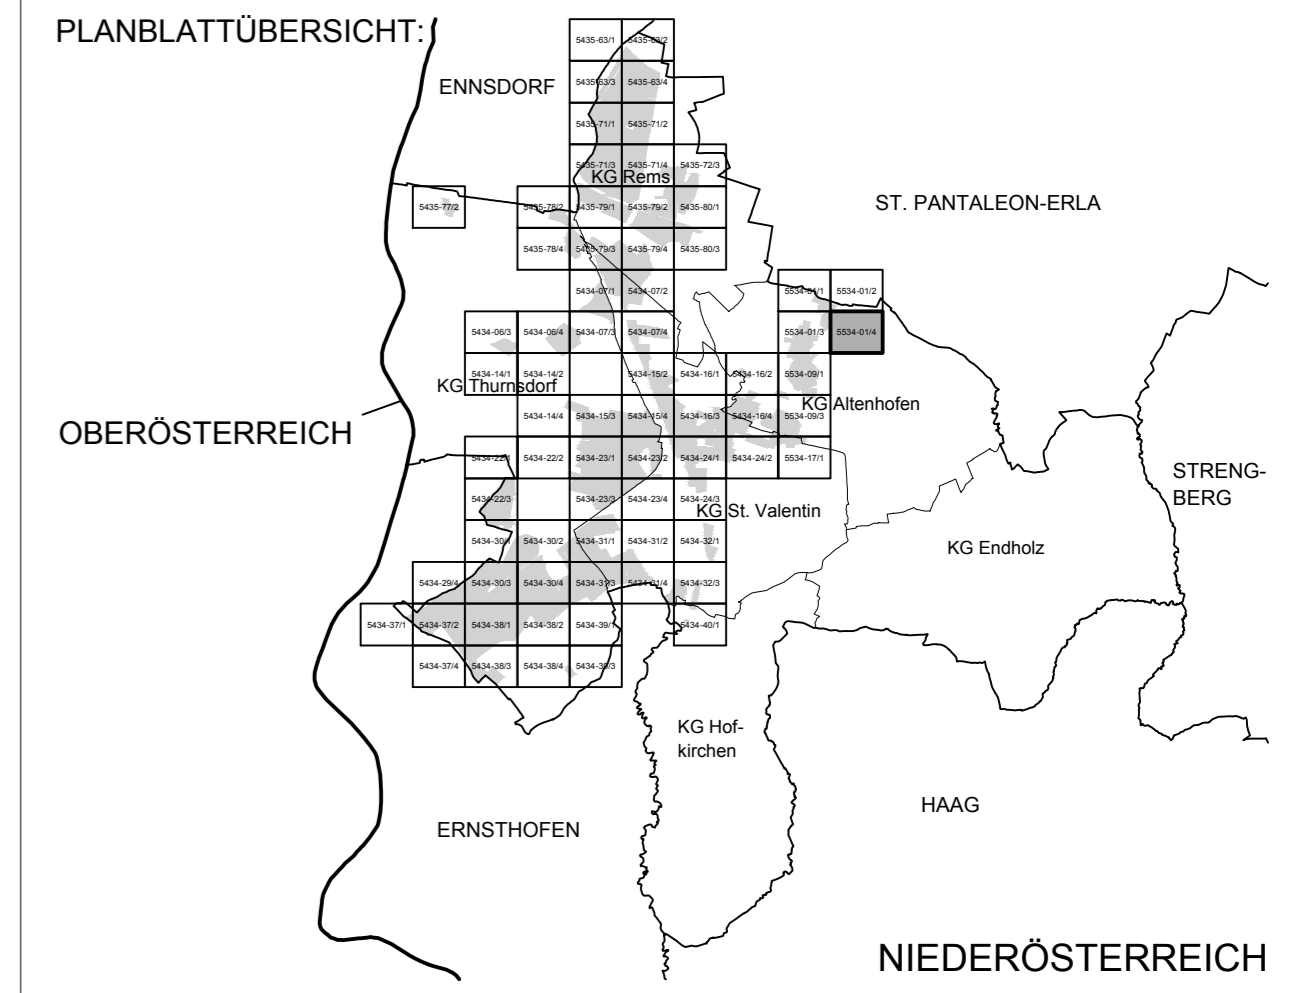 PLANBLATTÜBERSICHT:
5435-63/1 5435-63/2
ENNSDORF
5435-63/3 5435-63/4
5435-71/1 5435-71/2
5435-71/3 5435-71/4 5435-72/3
KG Rems
ST. PANTALEON-ERLA
5435-77/2 5435-78/2 5435-79/1 5435-79/2 5435-80/1
5435-78/4 5435-79/3 5435-79/4 5435-80/3
5434-07/1 5434-07/2 5534-01/1 5534-01/2
5434-06/3 5434-06/4 5434-07/3 5434-07/4 5534-01/3 5534-01/4
5434-14/1 5434-14/2 5434-15/2 5434-16/1 5434-16/2 5534-09/1
KG Thurnsdorf
KG Altenhofen
5434-14/4 5434-15/3 5434-15/4 5434-16/3 5434-16/4 5534-09/3
OBERÖSTERREICH
5434-22/1 5434-22/2 5434-23/1 5434-23/2 5434-24/1 5434-24/2 5534-17/1
STRENG-
BERG
5434-22/3 5434-23/3 5434-23/4 5434-24/3
KG St. Valentin
5434-30/1 5434-30/2 5434-31/1 5434-31/2 5434-32/1
KG Endholz
5434-29/4 5434-30/3 5434-30/4 5434-31/3 5434-31/4 5434-32/3
5434-37/1 5434-37/2 5434-38/1 5434-38/2 5434-39/1 5434-40/1
5434-37/4 5434-38/3 5434-38/4 5434-39/3
KG Hof-
kirchen
HAAG
ERNSTHOFEN
NIEDERÖSTERREICH